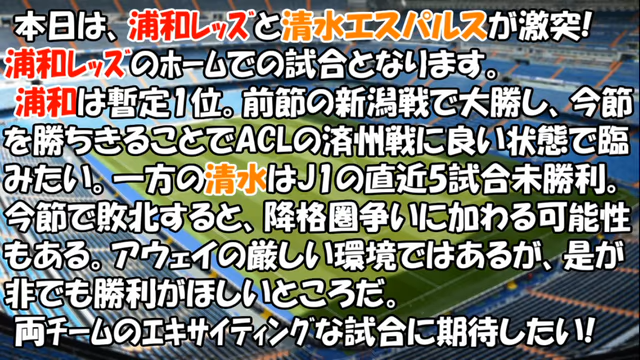 本日は、浦和ﾚｯｽﾞと清水エスパルスが激突!
浦和ﾚｯｽﾞのﾎｰﾑでの試合となります。
浦和は暫定1位。前節の新潟戦で大勝し、今節
を勝ちきることでACLの済州戦に良い状態で臨
みたい。一方の清水はJ1の直近5試合未勝利。
今節で敗北すると、降格圏争いに加わる可能性
もある。アウェイの厳しい環境ではあるが、是が
非でも勝利がほしいところだ。
両ﾁｰﾑのｴｷｻｲﾃｨﾝｸﾞな試合に期待したい!